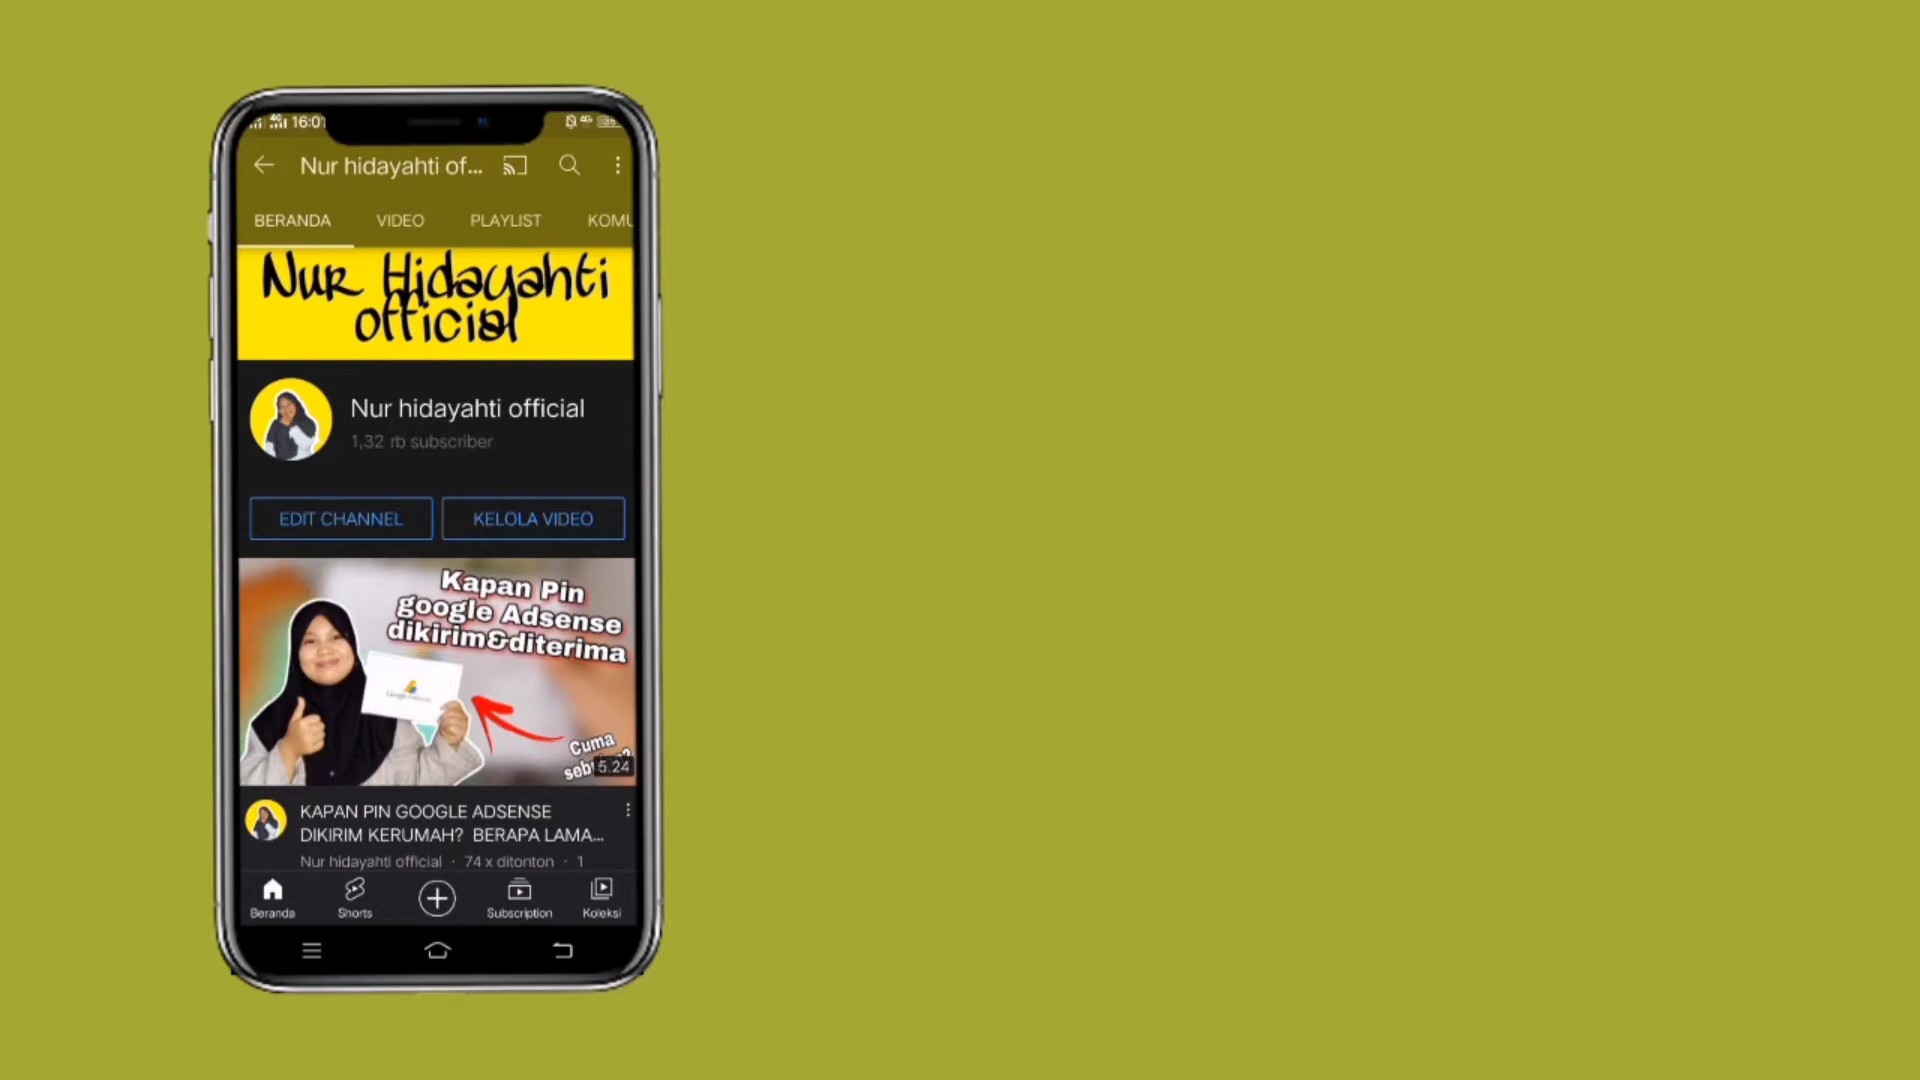 16:01
Nur hidayahti of...
BERANDA VIDEO PLAYLIST KOMU
Nur Hidayahti
official
Nur hidayahti official
1,32 rb subscriber
EDIT CHANNEL KELOLA VIDEO
Kapan Pin
google Adsense
dikirim&diterima
Google
Cuma
5.24
KAPAN PIN GOOGLE ADSENSE
DIKIRIM KERUMAH? BERAPA LAMA...
Nur hidayahti official · 74 x ditonton · 1
Beranda Shorts Subscription Koleksi